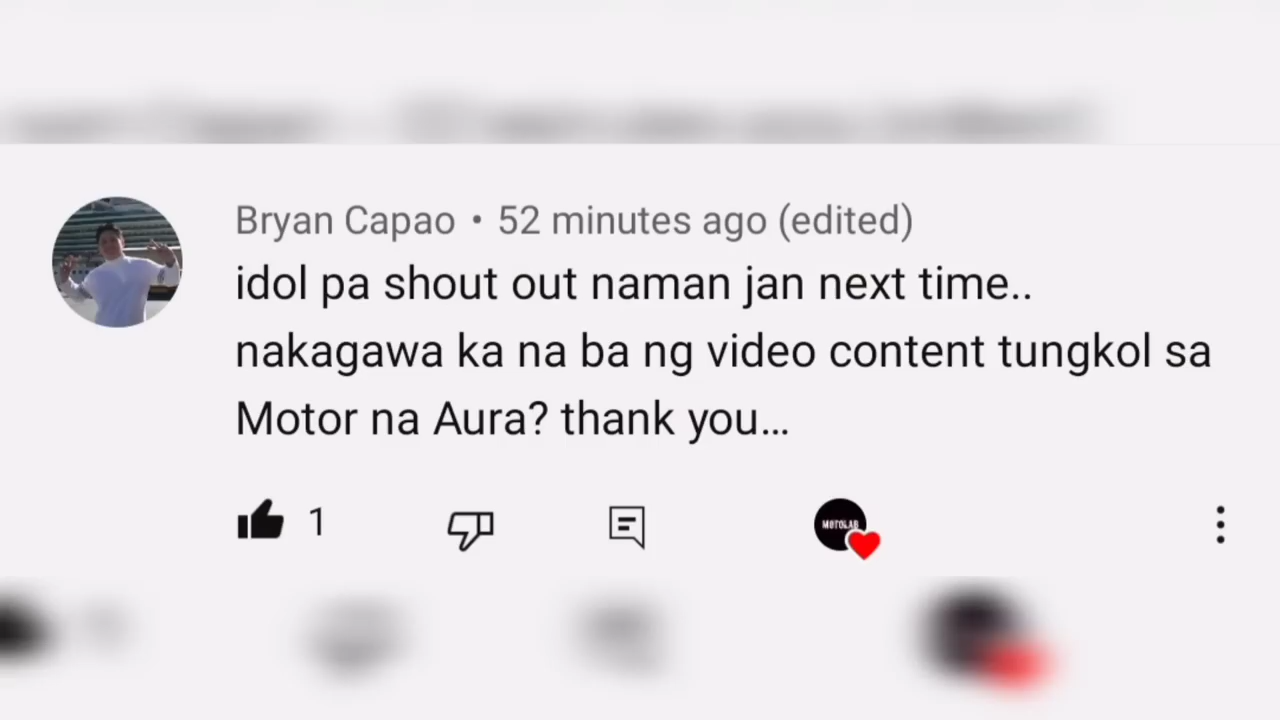 Bryan Capao • 52 minutes ago (edited)
idol pa shout out naman jan next time..
nakagawa ka na ba ng video content tungkol sa
Motor na Aura? thank you...
1
MOTOLAB